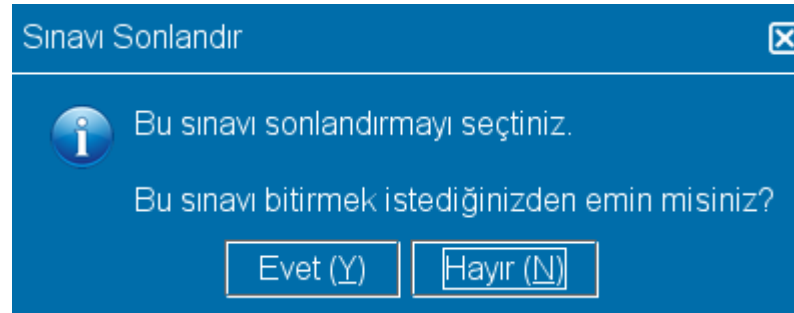 Sınavı Sonlandır
Bu sınavı sonlandırmayı seçtiniz.
Bu sınavı bitirmek istediğinizden emin misiniz?
Evet (Y) Hayır (N)